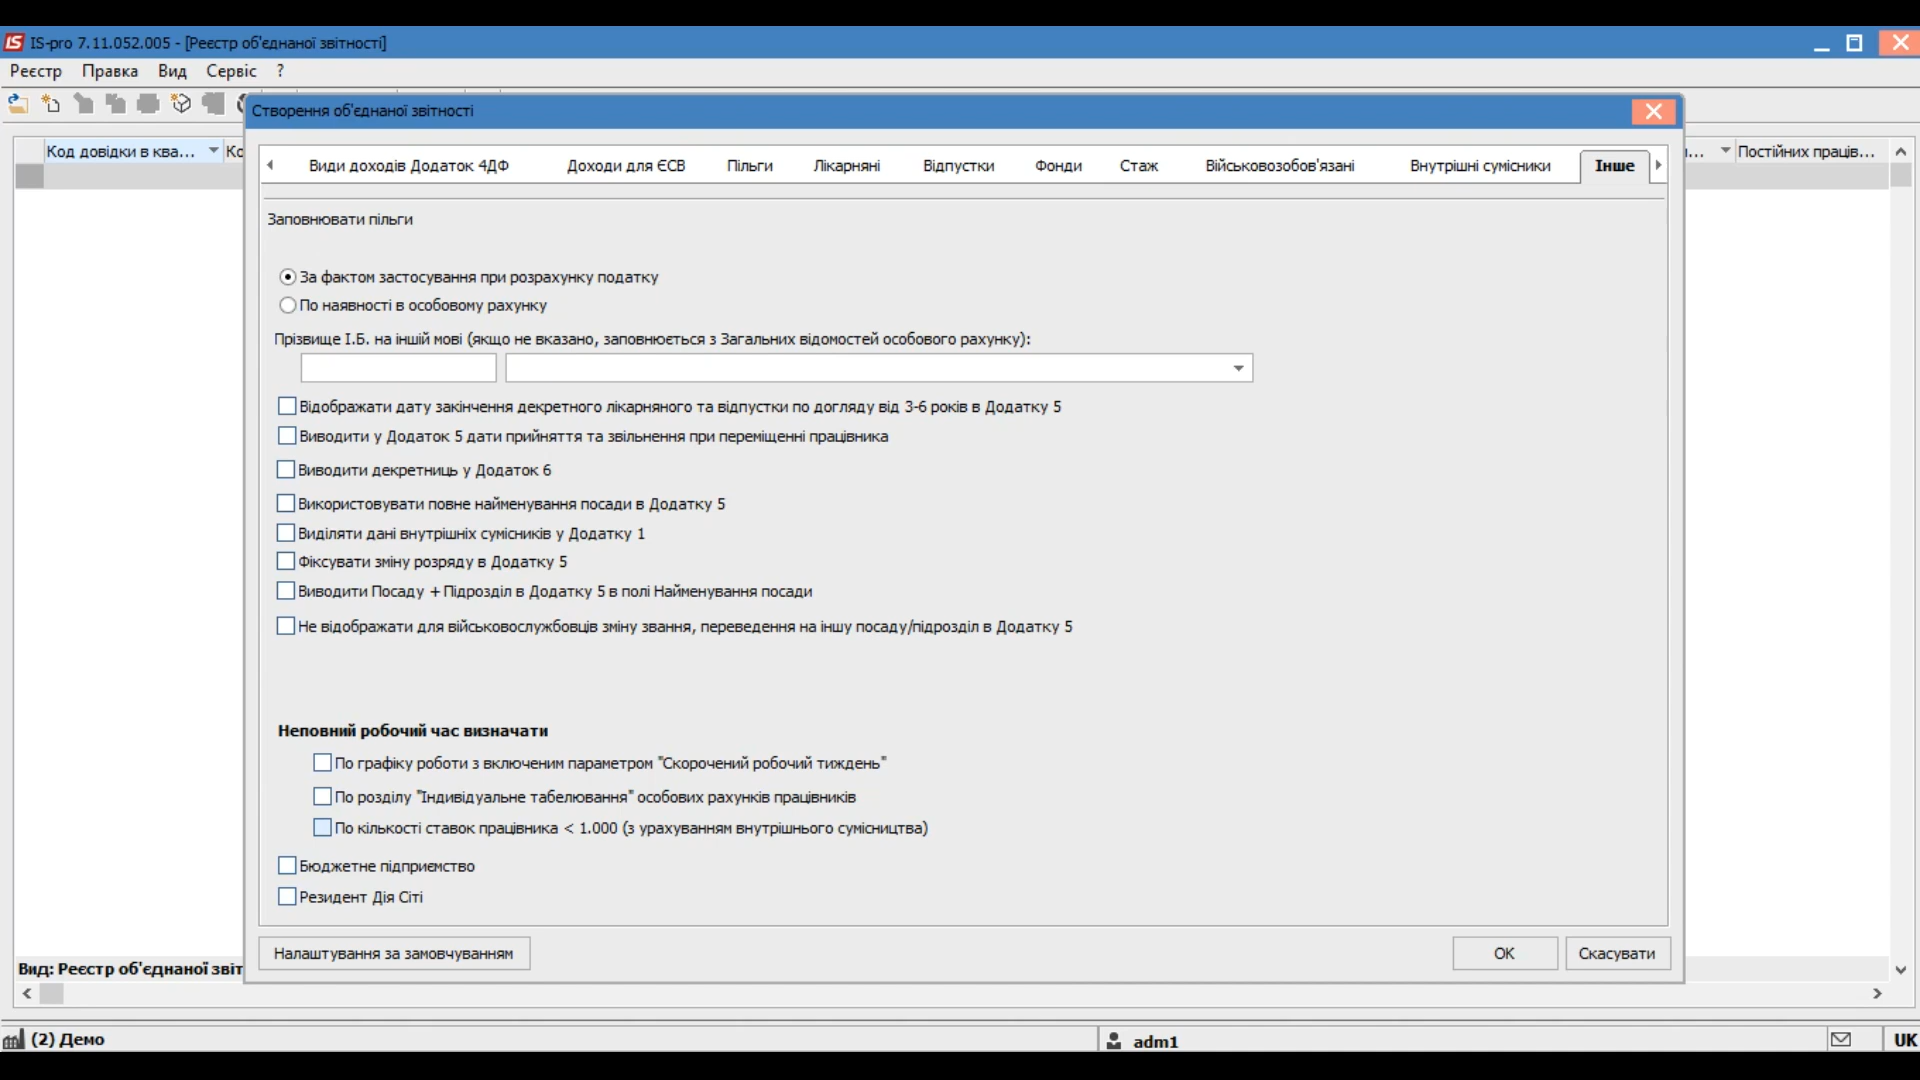 IS-pro 7.11.052.005 - [Реєстр об'єднаної звітності]
Реєстр Правка Вид Сервіс ?
Створення об'єднаної звітності
Код довідки в ква... Ко ... Постійних праців...
Види доходів Додаток 4ДФ Доходи для ЄСВ Пільги Лікарняні Відпустки Фонди Стаж Військовозобов'язані Внутрішні сумісники Інше
Заповнювати пільги
За фактом застосування при розрахунку податку
По наявності в особовому рахунку
Прізвище І.Б. на іншій мові (якщо не вказано, заповнюється з Загальних відомостей особового рахунку):
Відображати дату закінчення декретного лікарняного та відпустки по догляду від 3-6 років в Додатку 5
Виводити у Додаток 5 дати прийняття та звільнення при переміщенні працівника
Виводити декретниць у Додаток 6
Використовувати повне найменування посади в Додатку 5
Виділяти дані внутрішніх сумісників у Додатку 1
Фіксувати зміну розряду в Додатку 5
Виводити Посаду + Підрозділ в Додатку 5 в полі Найменування посади
Не відображати для військовослужбовців зміну звання, переведення на іншу посаду/підрозділ в Додатку 5
Неповний робочий час визначати
По графіку роботи з включеним параметром "Скорочений робочий тиждень"
По розділу "Індивідуальне табелювання" особових рахунків працівників
По кількості ставок працівника < 1.000 (з урахуванням внутрішнього сумісництва)
Бюджетне підприємство
Резидент Дія Сіті
Налаштування за замовчуванням ОК Скасувати
Вид: Реєстр об'єднаної звіт
(2) Демо adm1 UK